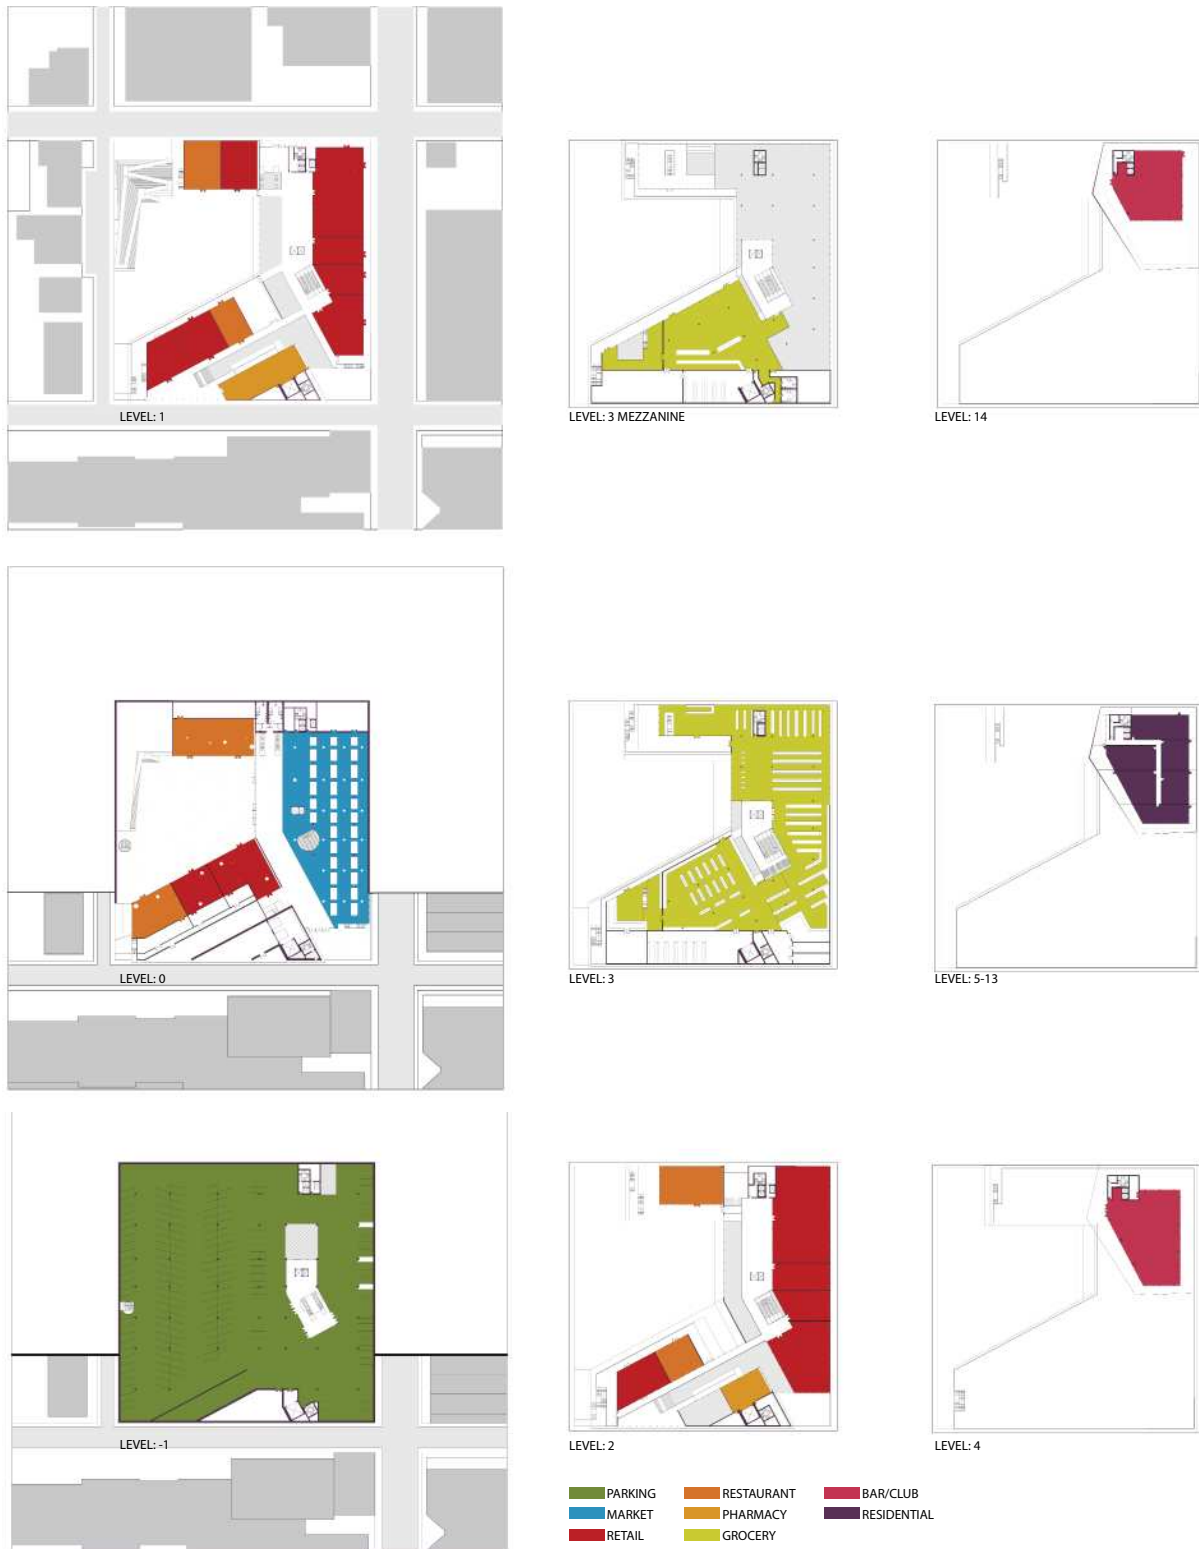 LEVEL: 1
LEVEL: 3 MEZZANINE
LEVEL: 14
LEVEL: 0
LEVEL: 3
LEVEL: 5-13
LEVEL: -1
LEVEL: 2
LEVEL: 4
PARKING
MARKET
RETAIL
RESTAURANT
PHARMACY
GROCERY
BAR/CLUB
RESIDENTIAL